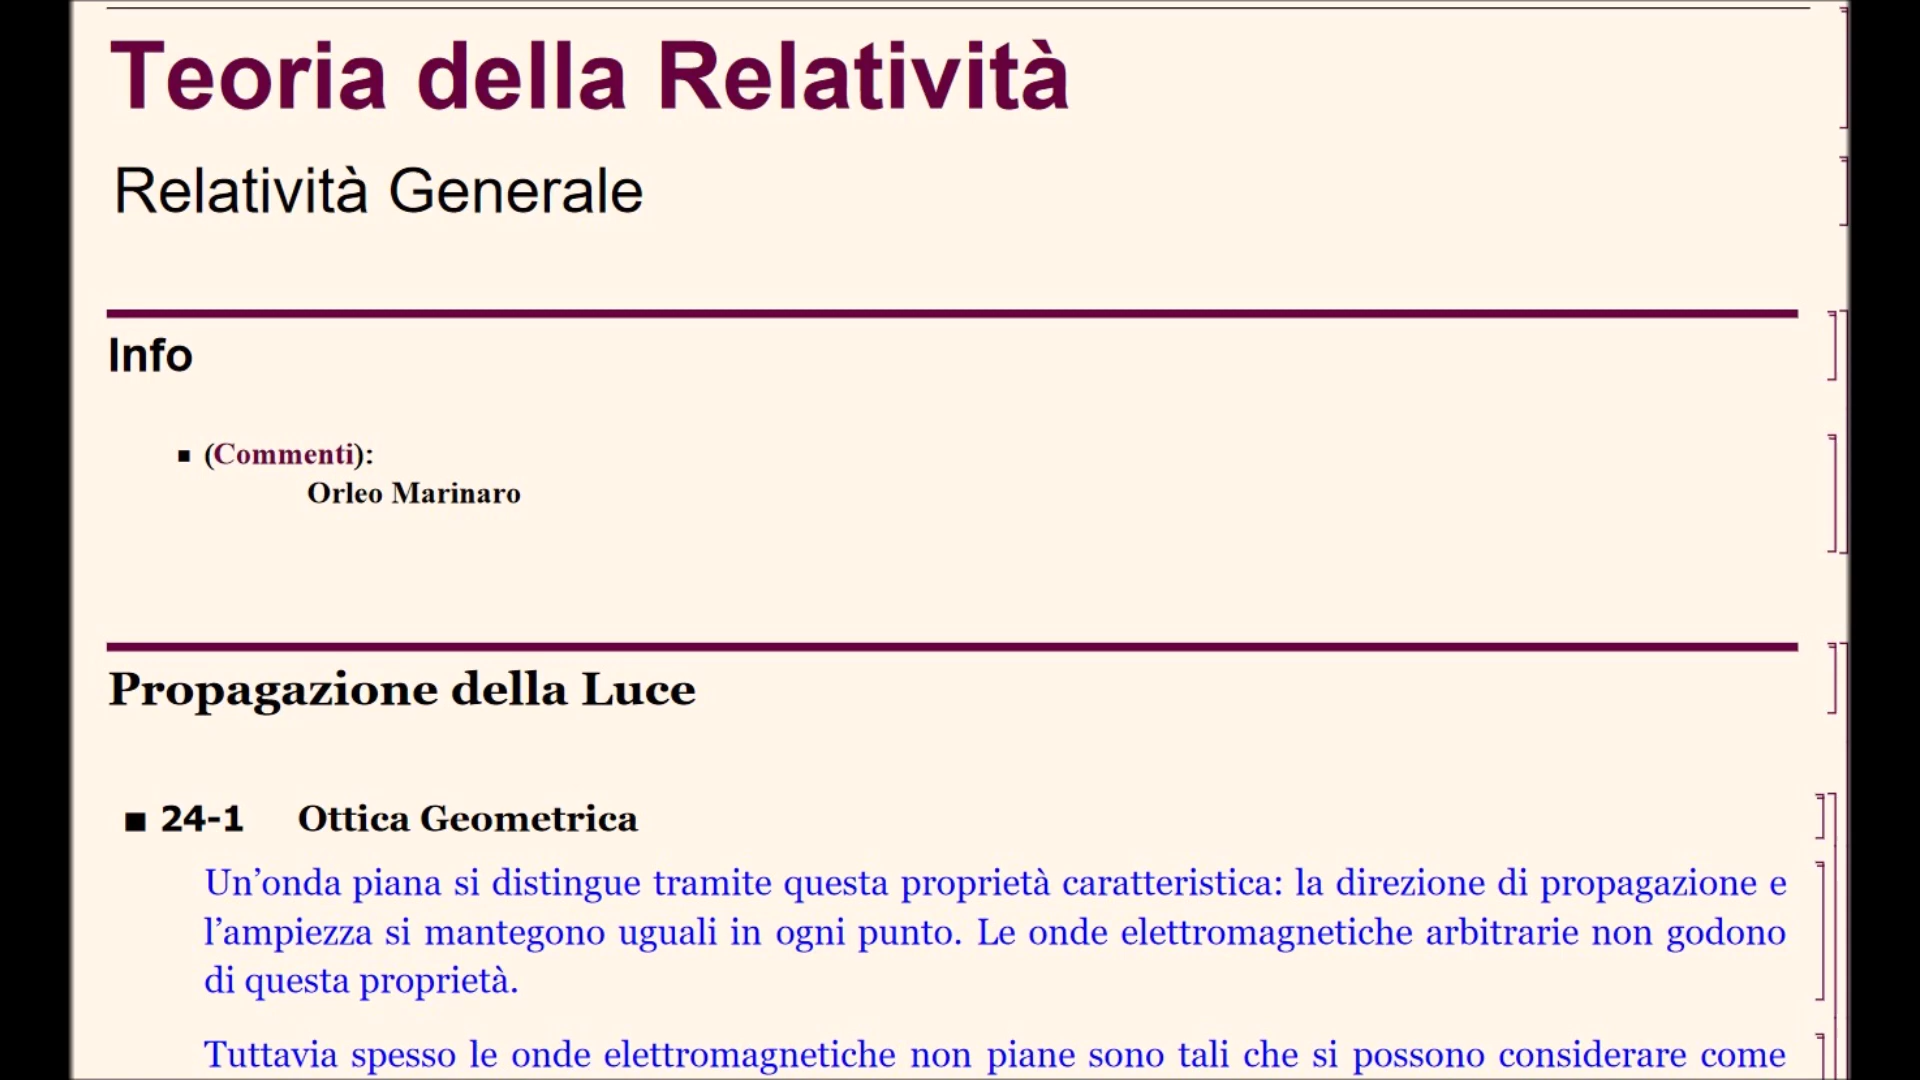 Teoria della Relatività
Relatività Generale
Info
■ (Commenti):
Orleo Marinaro
Propagazione della Luce
■ 24-1 Ottica Geometrica
Un’onda piana si distingue tramite questa proprietà caratteristica: la direzione di propagazione e
l’ampiezza si mantegono uguali in ogni punto. Le onde elettromagnetiche arbitrarie non godono
di questa proprietà.
Tuttavia spesso le onde elettromagnetiche non piane sono tali che si possono considerare come